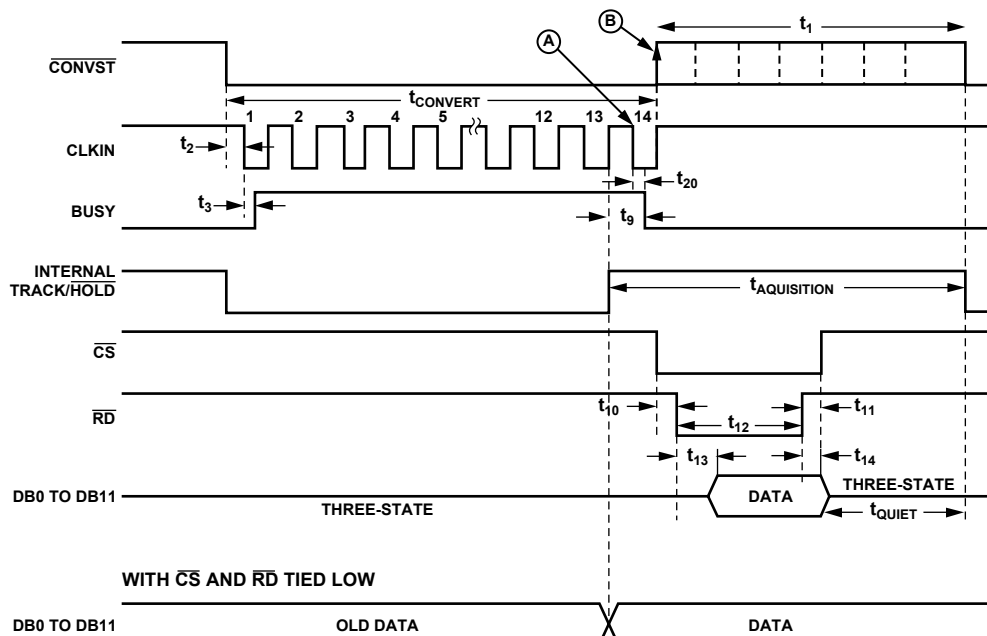 B
t1
A
CONVST
tCONVERT
1 2 3 4 5 12 13 14
CLKIN
t2
t20
BUSY
t3
t9
INTERNAL
TRACK/HOLD
tAQUISITION
CS
RD
t10
t12
t11
t13
t14
DB0 TO DB11
THREE-STATE
DATA
THREE-STATE
tQUIET
WITH CS AND RD TIED LOW
DB0 TO DB11
OLD DATA
DATA